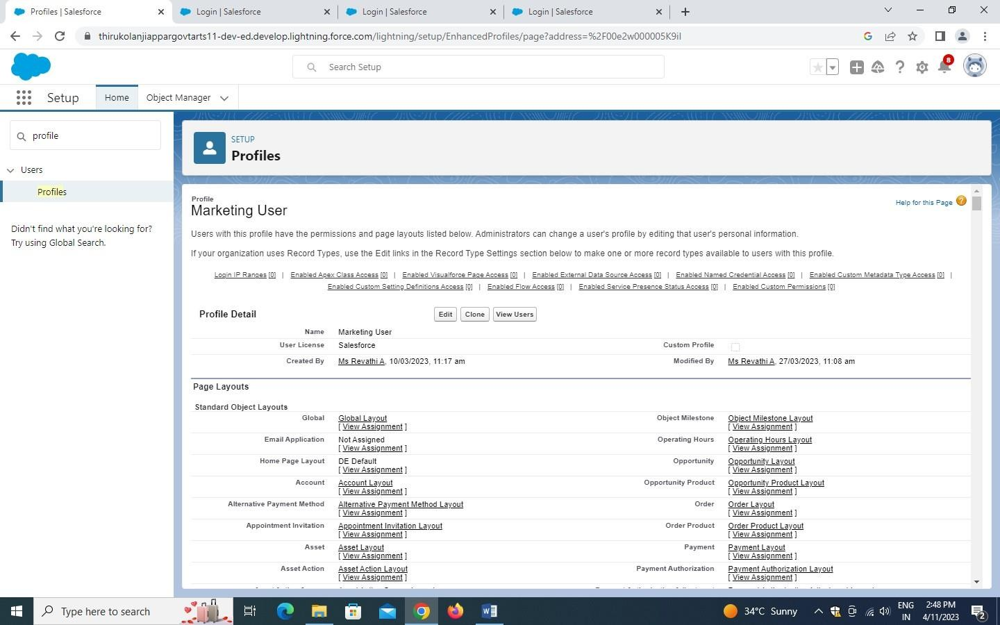 Profiles | Salesforce
Login | Salesforce
Login | Salesforce
Login | Salesforce
thirukolanjiappargovtarts11-dev-ed.develop.lightning.force.com/lightning/setup/EnhancedProfiles/page?address=%2F00e2w000005K9il
Search Setup
8
Setup
Home
Object Manager
profile
Users
Profiles
Didn't find what you're looking for?
Try using Global Search.
SETUP
Profiles
Profile
Marketing User
Help for this Page
Users with this profile have the permissions and page layouts listed below. Administrators can change a user's profile by editing that user's personal information.
If your organization uses Record Types, use the Edit links in the Record Type Settings section below to make one or more record types available to users with this profile.
Login IP Ranges [0] | Enabled Apex Class Access [0] | Enabled Visualforce Page Access [0] | Enabled External Data Source Access [0] | Enabled Named Credential Access [0] | Enabled Custom Metadata Type Access [0] |
Enabled Custom Setting Definitions Access [0] | Enabled Flow Access [0] | Enabled Service Presence Status Access [0] | Enabled Custom Permissions [0]
Profile Detail Edit Clone View Users
Name Marketing User
User License Salesforce Custom Profile
Created By Ms Revathi A, 10/03/2023, 11:17 am Modified By Ms Revathi A, 27/03/2023, 11:08 am
Page Layouts
Standard Object Layouts
Global Global Layout Object Milestone Object Milestone Layout
[ View Assignment ] [ View Assignment ]
Email Application Not Assigned Operating Hours Operating Hours Layout
[ View Assignment ] [ View Assignment ]
Home Page Layout DE Default Opportunity Opportunity Layout
[ View Assignment ] [ View Assignment ]
Account Account Layout Opportunity Product Opportunity Product Layout
[ View Assignment ] [ View Assignment ]
Alternative Payment Method Alternative Payment Method Layout Order Order Layout
[ View Assignment ] [ View Assignment ]
Appointment Invitation Appointment Invitation Layout Order Product Order Product Layout
[ View Assignment ] [ View Assignment ]
Asset Asset Layout Payment Payment Layout
[ View Assignment ] [ View Assignment ]
Asset Action Asset Action Layout Payment Authorization Payment Authorization Layout
[ View Assignment ] [ View Assignment ]
Type here to search
34°C Sunny
ENG
IN
2:48 PM
4/11/2023
2